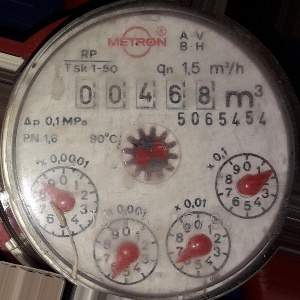 METRON ®
A V
B-H
RP
Tsk 1-50
qn 1,5 m³/h
00468 m³
Δp 0,1 MPa
5065454
PN 1,6
90°C
x 0,0001
x 0,1
x 0,001
x 0,01